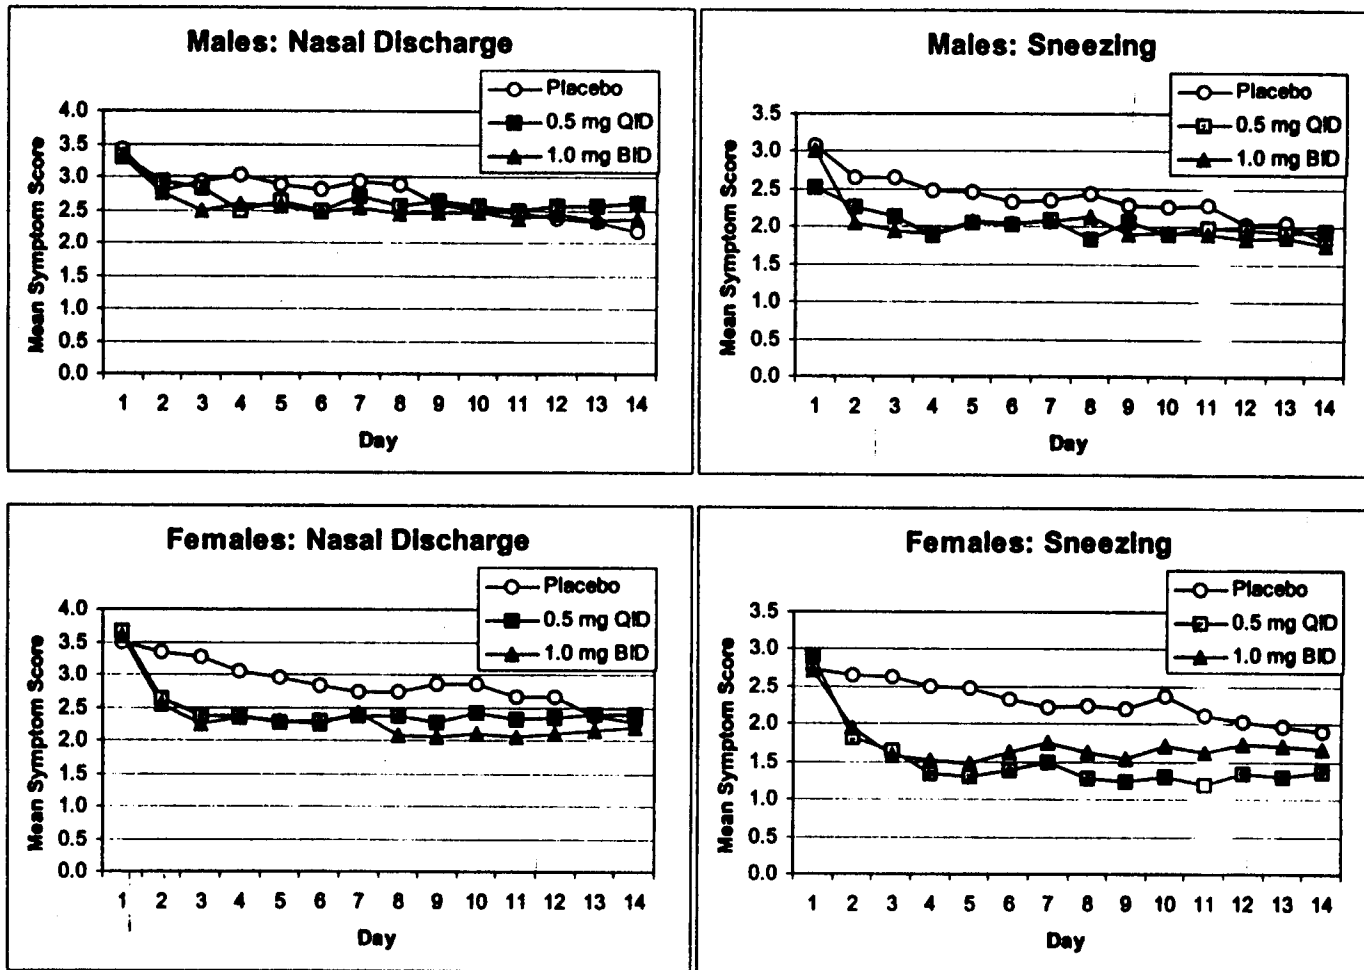 Males: Nasal Discharge
Placebo
0.5 mg QID
1.0 mg BID
Mean Symptom Score
4.0
3.5
3.0
2.5
2.0
1.5
1.0
0.5
0.0
1 2 3 4 5 6 7 8 9 10 11 12 13 14
Day
Males: Sneezing
Placebo
0.5 mg QID
1.0 mg BID
Mean Symptom Score
3.5
3.0
2.5
2.0
1.5
1.0
0.5
0.0
1 2 3 4 5 6 7 8 9 10 11 12 13 14
Day
Females: Nasal Discharge
Placebo
0.5 mg QID
1.0 mg BID
Mean Symptom Score
4.0
3.5
3.0
2.5
2.0
1.5
1.0
0.5
0.0
1 2 3 4 5 6 7 8 9 10 11 12 13 14
Day
Females: Sneezing
Placebo
0.5 mg QID
1.0 mg BID
Mean Symptom Score
3.5
3.0
2.5
2.0
1.5
1.0
0.5
0.0
1 2 3 4 5 6 7 8 9 10 11 12 13 14
Day